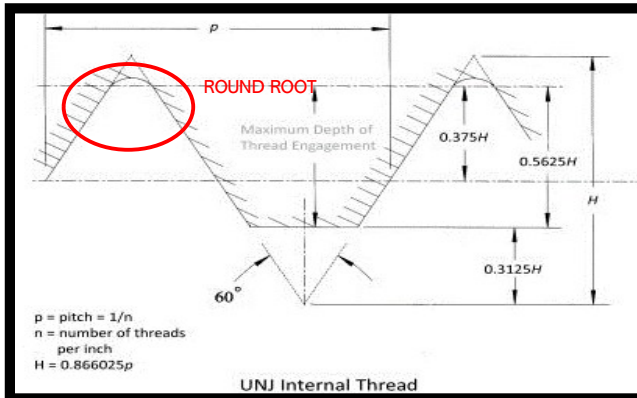 p
ROUND ROOT
Maximum Depth of
Thread Engagement
0.375H
0.5625H
H
0.3125H
60°
p = pitch = 1/n
n = number of threads
per inch
H = 0.866025p
UNJ Internal Thread